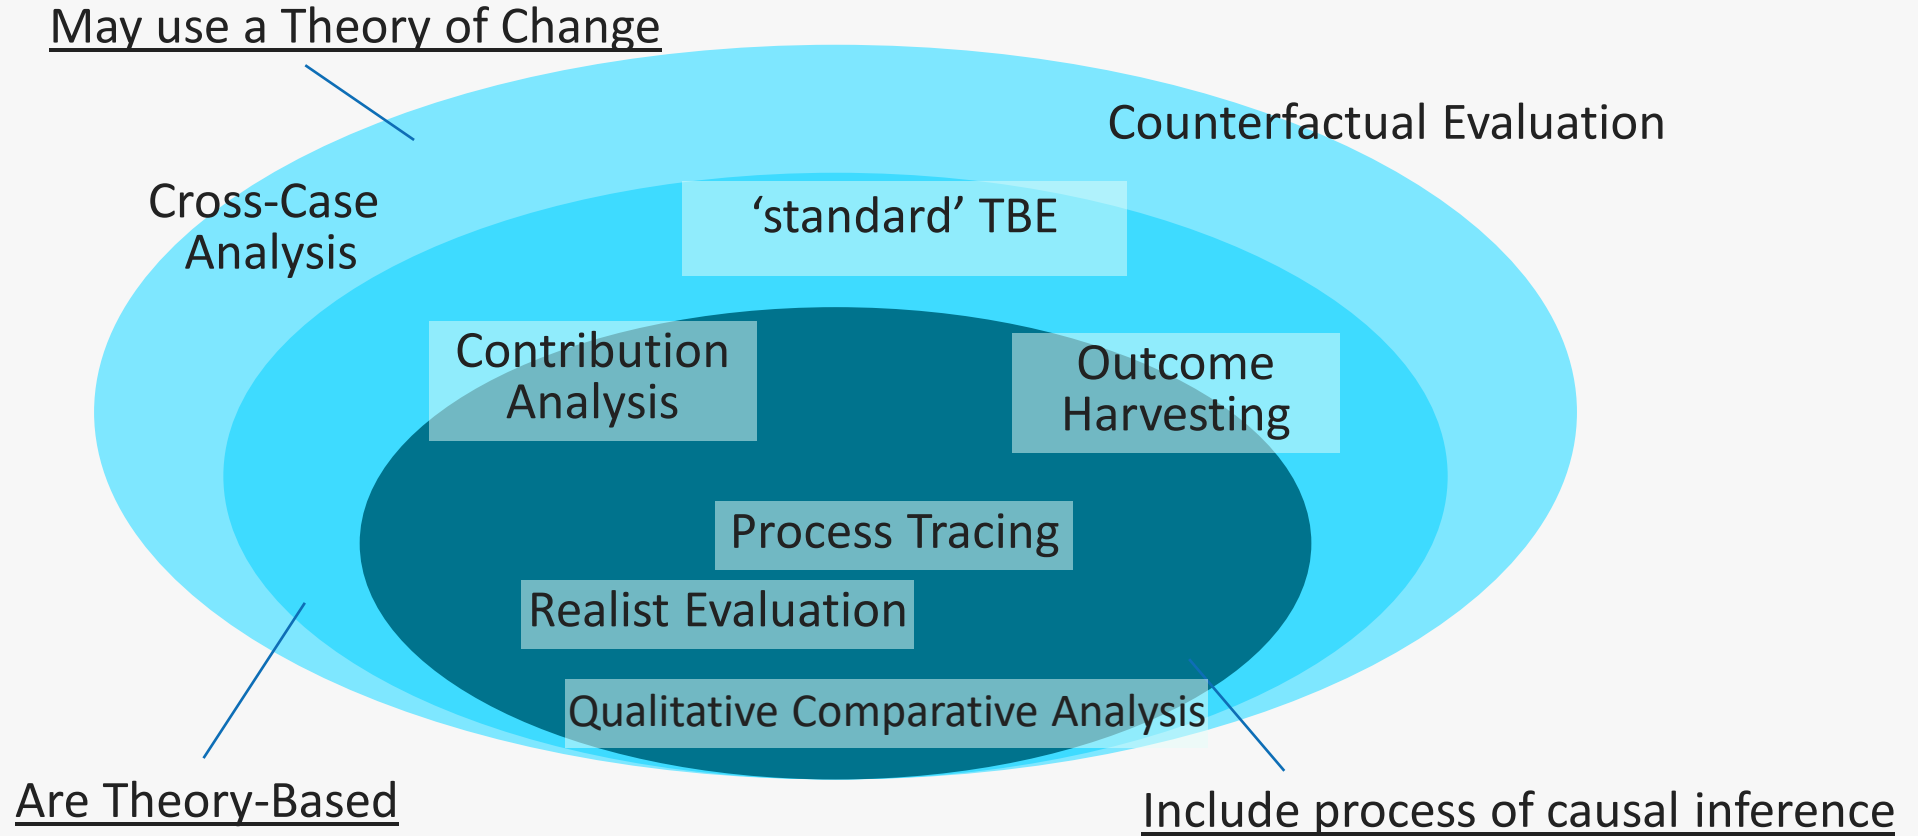 May use a Theory of Change
Counterfactual Evaluation
Cross-Case
Analysis
‘standard’ TBE
Contribution
Analysis
Outcome
Harvesting
Process Tracing
Realist Evaluation
Qualitative Comparative Analysis
Are Theory-Based
Include process of causal inference